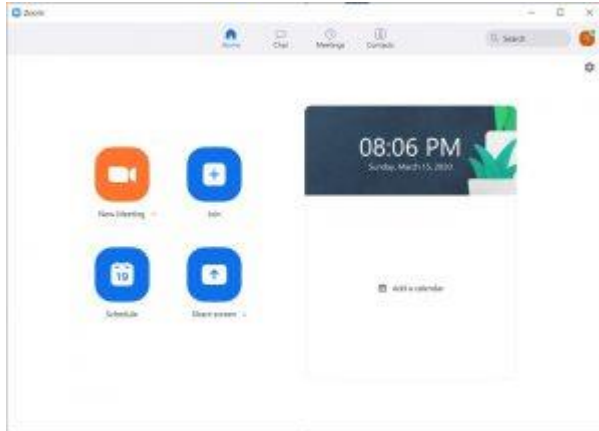 Zoom
Home
Chat
Meetings
Contacts
Search
08:06 PM
Sunday, March 15, 2020
New Meeting
Join
19
Schedule
Share screen
Add a calendar